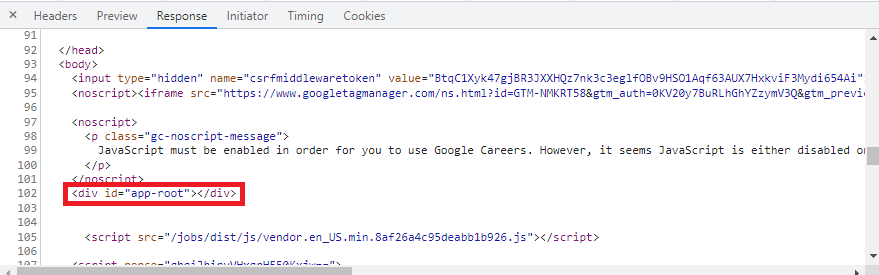 × Headers Preview Response Initiator Timing Cookies
91
92 </head>
93 <body>
94 <input type="hidden" name="csrfmiddlewaretoken" value="BtqC1Xyk47gjBR3JXXHQz7nk3c3eglfOBv9HSO1Aqf63AUX7HxkviF3Mydi654Ai"
95 <noscript><iframe src="https://www.googletagmanager.com/ns.html?id=GTM-NMKRT58&gtm_auth=0KV20y7BuRLhGhYZzymV3Q&gtm_previe
96
97 <noscript>
98 <p class="gc-noscript-message">
99 JavaScript must be enabled in order for you to use Google Careers. However, it seems JavaScript is either disabled or
100 </p>
101 </noscript>
102 <div id="app-root"></div>
103
104
105 <script src="/jobs/dist/js/vendor.en_US.min.8af26a4c95deabb1b926.js"></script>
106
107 <script